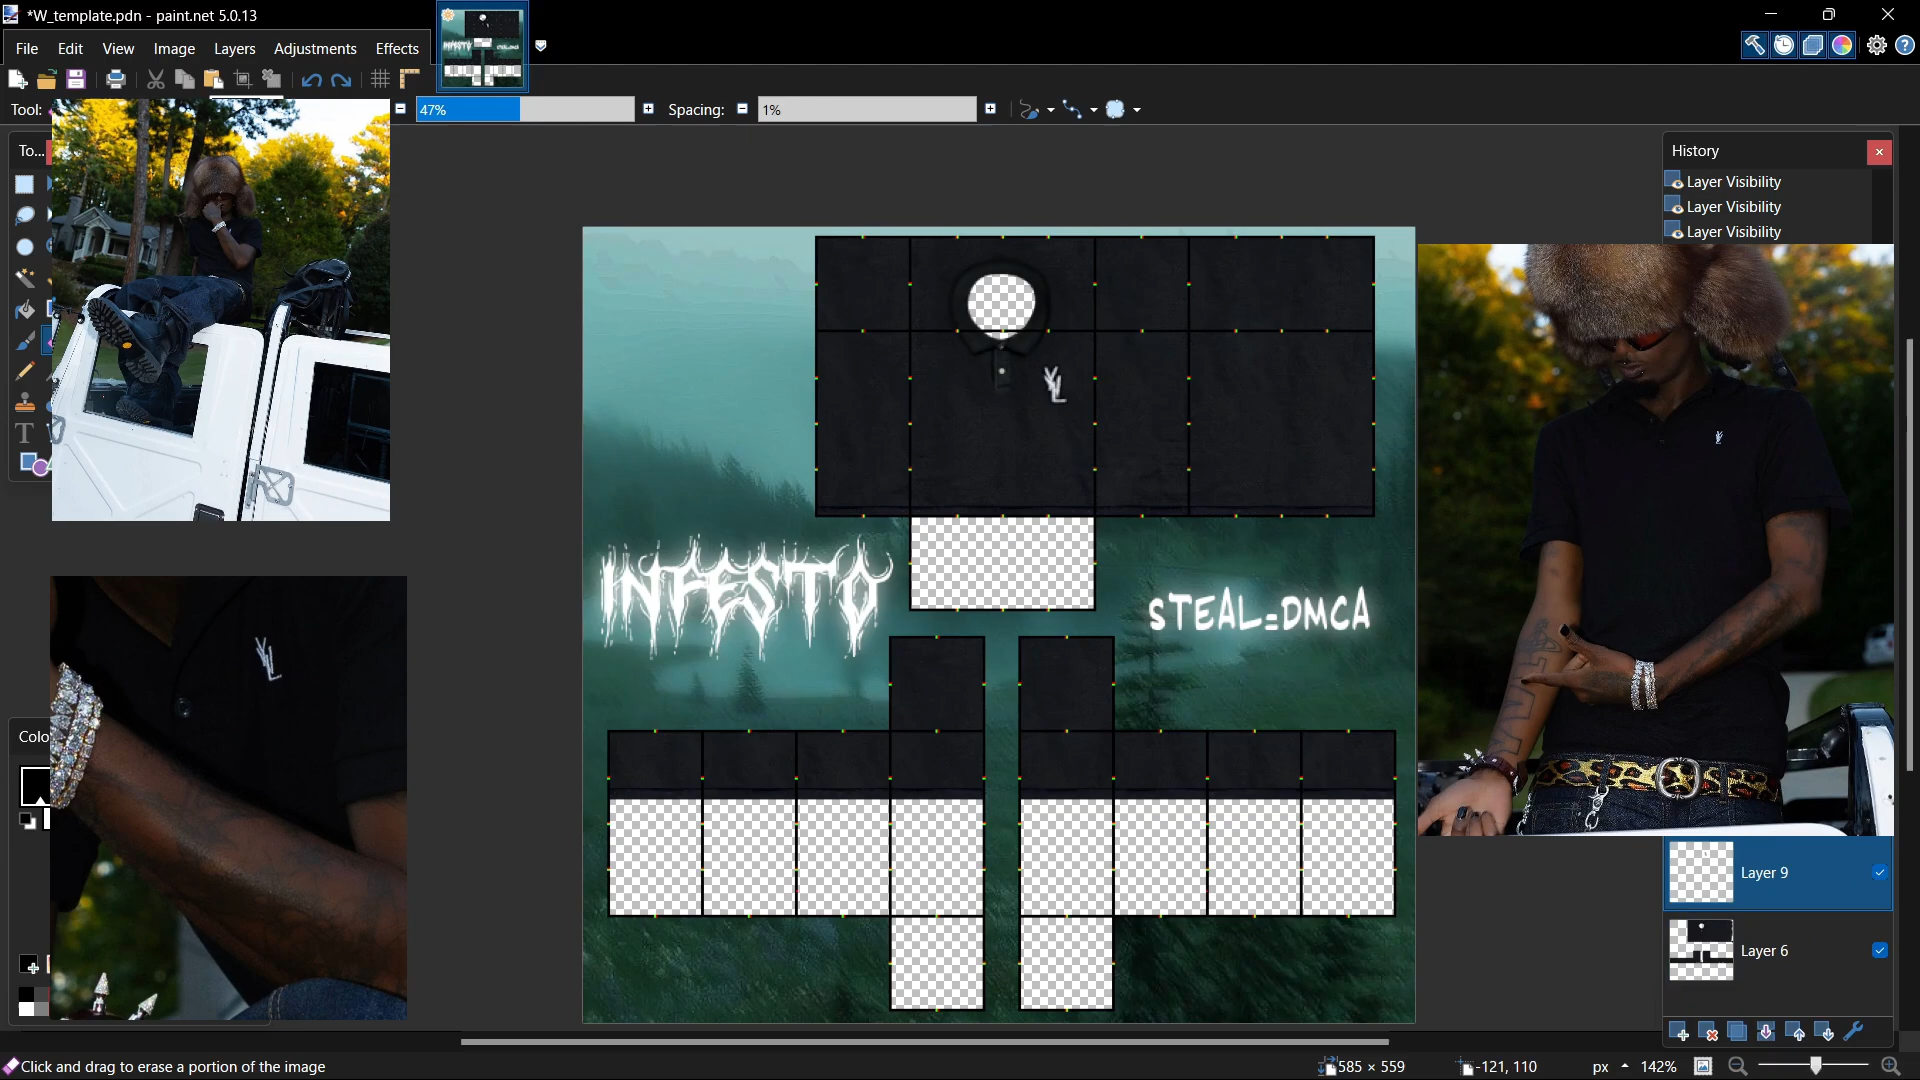 *W_template.pdn - paint.net 5.0.13
File Edit View Image Layers Adjustments Effects
Tool:
47%
Spacing:
1%
To...
History
Layer Visibility
Layer Visibility
Layer Visibility
YL
INFESTO
STEAL=DMCA
YL
Colo
Layer 9
Layer 6
Click and drag to erase a portion of the image
585 × 559
-121, 110
px
142%